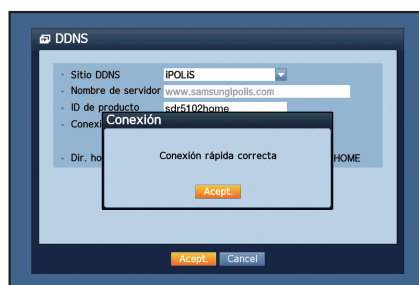 DDNS
Sitio DDNS iPOLiS
Nombre de servidor www.samsungipolis.com
ID de producto sdr5102home
Conexi
Conexión
Conexión rápida correcta
Dir. ho HOME
Acept.
Acept. Cancel